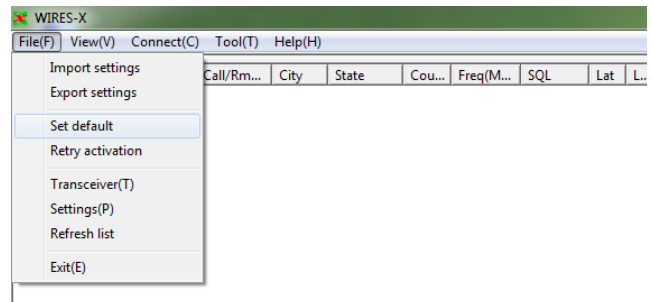 WIRES-X
File(F) View(V) Connect(C) Tool(T) Help(H)
Call/Rm... City State Cou... Freq(M... SQL Lat L...
Import settings
Export settings
Set default
Retry activation
Transceiver(T)
Settings(P)
Refresh list
Exit(E)